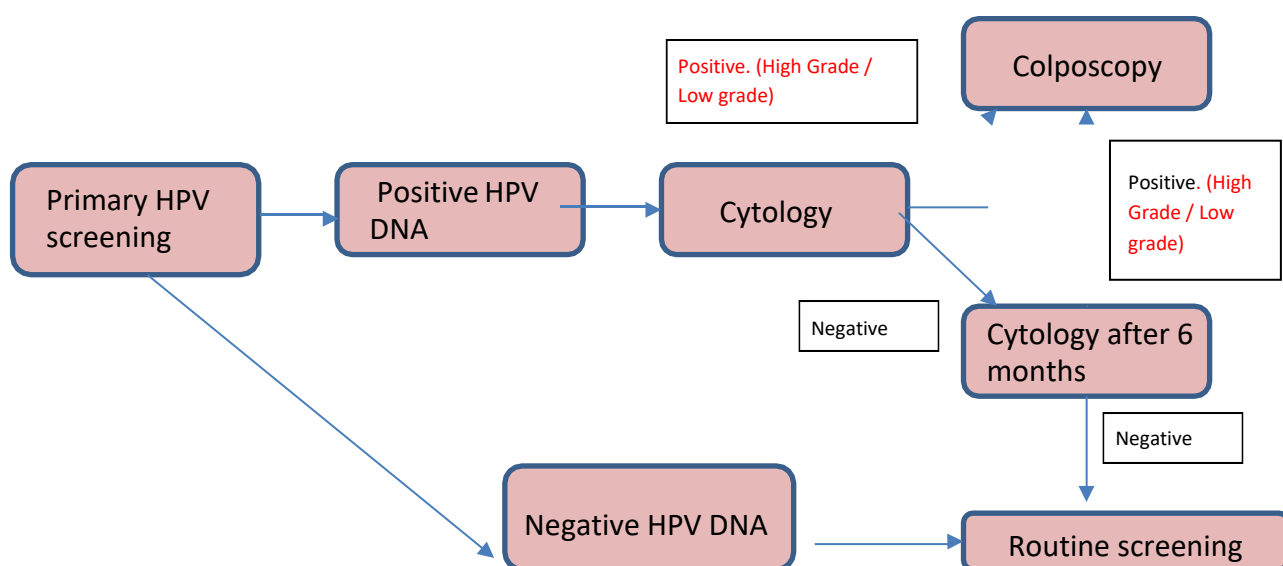 Positive. (High Grade /
Low grade)
Colposcopy
Primary HPV
screening
Positive HPV
DNA
Cytology
Positive. (High
Grade / Low
grade)
Negative
Cytology after 6
months
Negative
Negative HPV DNA
Routine screening